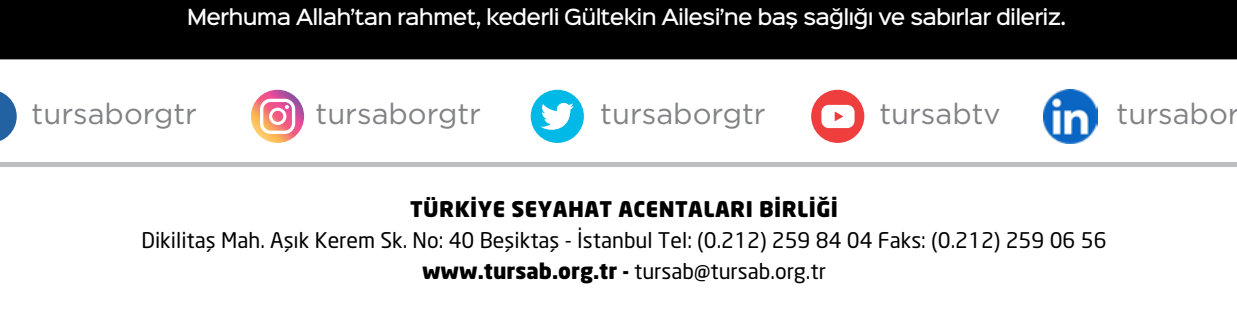 Merhuma Allah'tan rahmet, kederli Gültekin Ailesi'ne baş sağlığı ve sabırlar dileriz.
tursaborgtr tursaborgtr tursaborgtr tursabtv in tursabor
TÜRKİYE SEYAHAT ACENTALARI BİRLİĞİ
Dikilitaş Mah. Aşık Kerem Sk. No: 40 Beşiktaş - İstanbul Tel: (0.212) 259 84 04 Faks: (0.212) 259 06 56
www.tursab.org.tr - tursab@tursab.org.tr